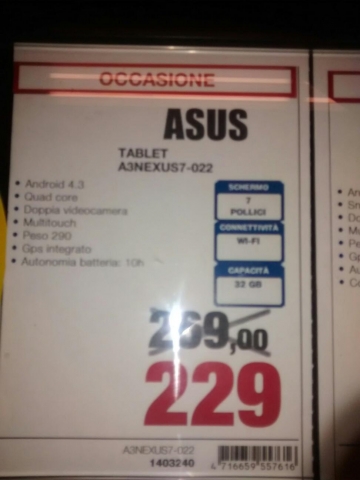 OCCASIONE
ASUS
TABLET
A3NEXUS7-022
• Android 4.3
• Quad core
• Doppia videocamera
• Multitouch
• Peso 290
• Gps integrato
• Autonomia batteria: 10h
SCHERMO
7
POLLICI
CONNETTIVITÀ
WI-FI
CAPACITÀ
32 GB
269,00
229
A3NEXUS7-022
1403240
4 716659 557616